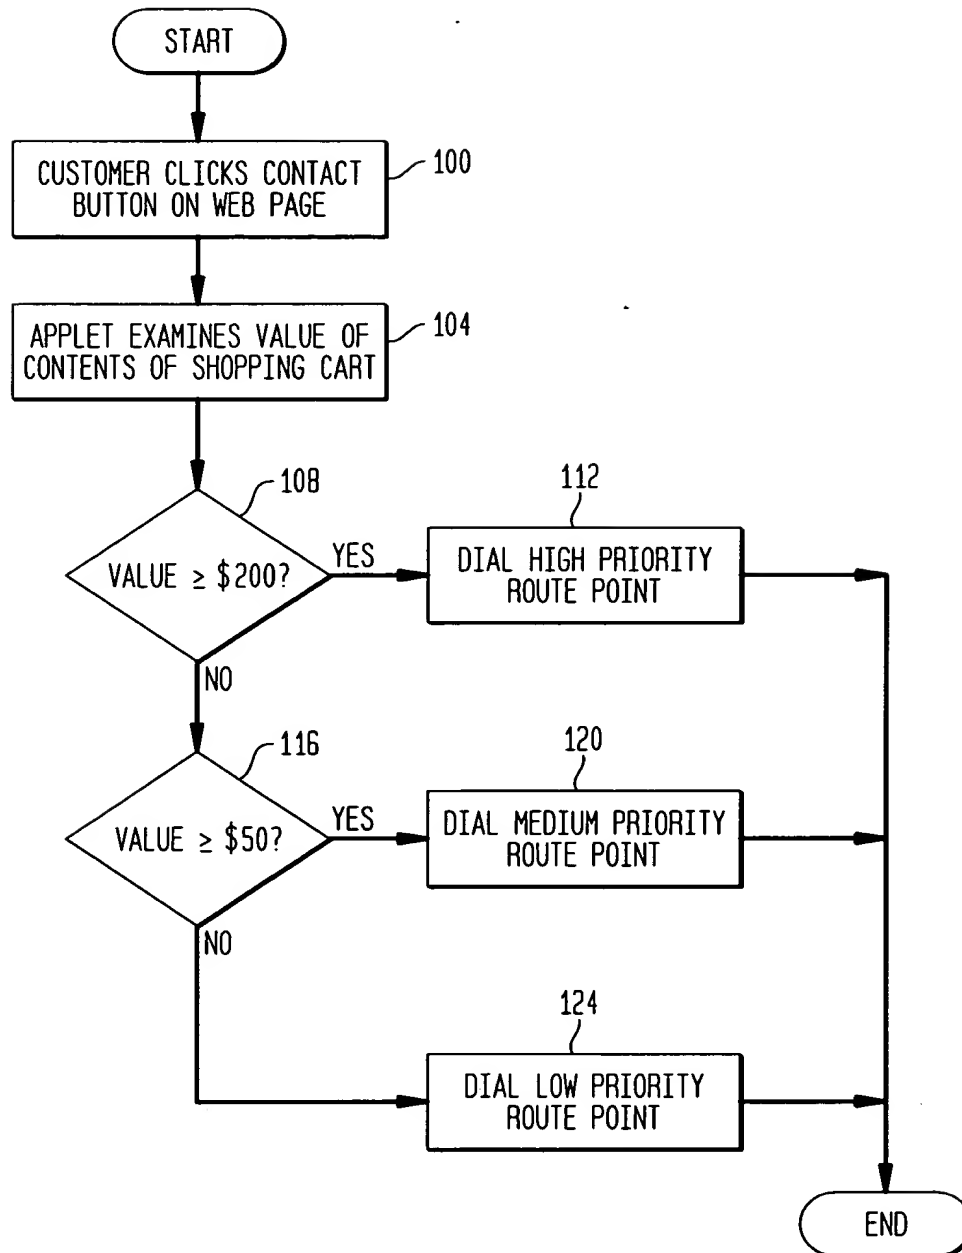 START
CUSTOMER CLICKS CONTACT
BUTTON ON WEB PAGE
100
APPLET EXAMINES VALUE OF
CONTENTS OF SHOPPING CART
104
108
VALUE ≥ $200?
YES
NO
112
DIAL HIGH PRIORITY
ROUTE POINT
116
VALUE ≥ $50?
YES
NO
120
DIAL MEDIUM PRIORITY
ROUTE POINT
124
DIAL LOW PRIORITY
ROUTE POINT
END